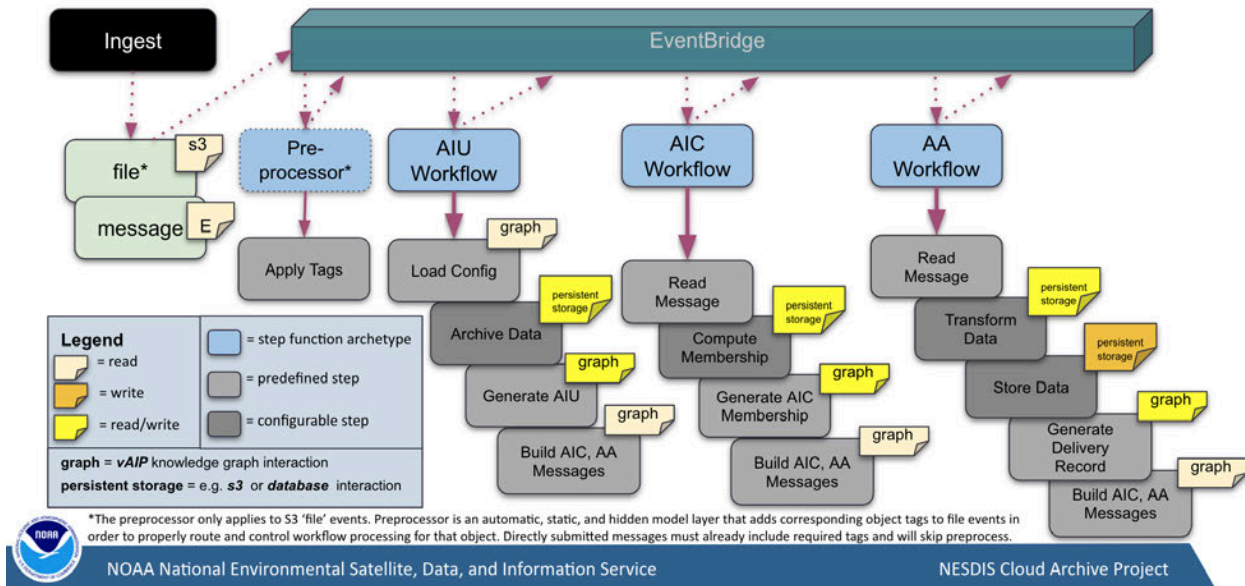 Ingest
EventBridge
file*
s3
message
E
Pre-
processor*
AIU
Workflow
AIC
Workflow
AA
Workflow
Apply Tags
Load Config
graph
Archive Data
persistent
storage
Generate AIU
graph
Build AIC, AA
Messages
graph
Read
Message
Compute
Membership
persistent
storage
Generate AIC
Membership
graph
Build AIC, AA
Messages
graph
Read
Message
Transform
Data
persistent
storage
Store Data
persistent
storage
Generate
Delivery
Record
graph
Build AIC, AA
Messages
graph
Legend
= read
= write
= read/write
= step function archetype
= predefined step
= configurable step
graph = vAIP knowledge graph interaction
persistent storage = e.g. s3 or database interaction
*The preprocessor only applies to S3 'file' events. Preprocessor is an automatic, static, and hidden model layer that adds corresponding object tags to file events in
order to properly route and control workflow processing for that object. Directly submitted messages must already include required tags and will skip preprocess.
NOAA
NOAA National Environmental Satellite, Data, and Information Service
NESDIS Cloud Archive Project